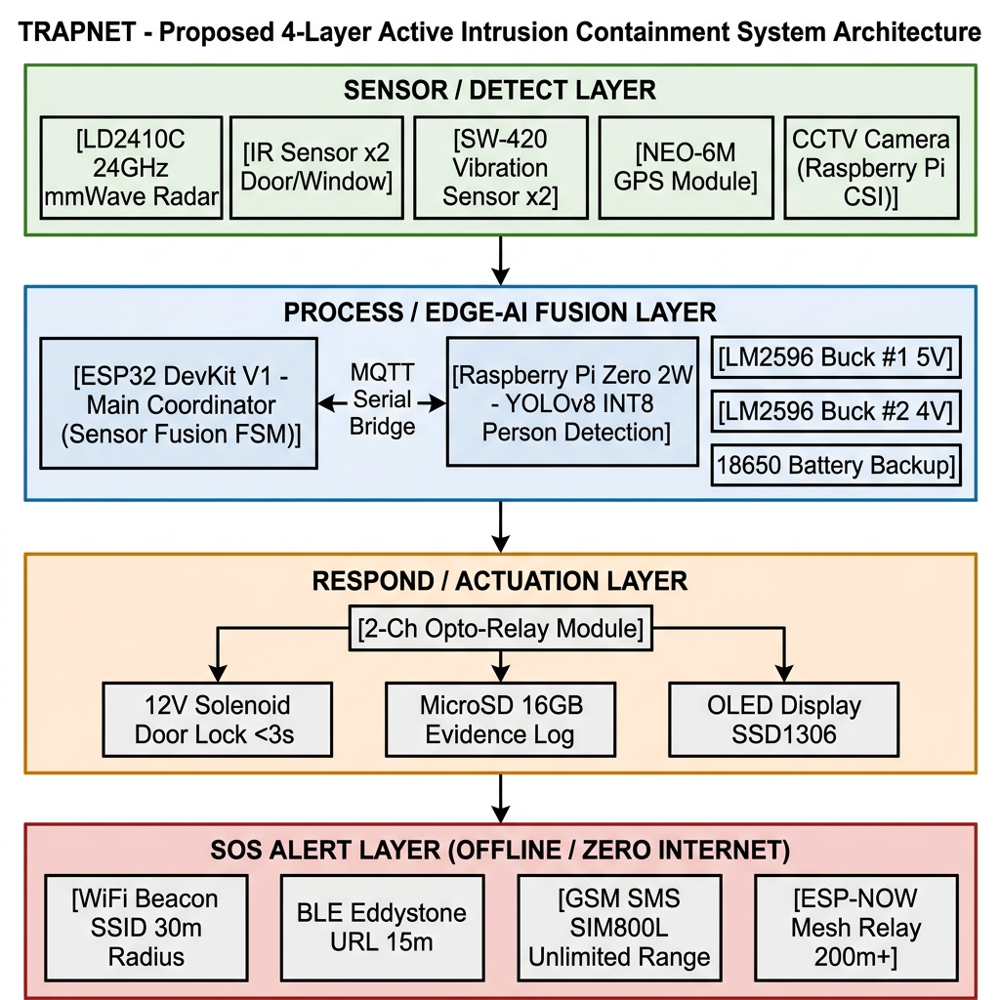 TRAPNET - Proposed 4-Layer Active Intrusion Containment System Architecture
SENSOR / DETECT LAYER
[LD2410C
24GHz
mmWave Radar
[IR Sensor x2
Door/Window]
[SW-420
Vibration
Sensor x2]
[NEO-6M
GPS Module]
CCTV Camera
(Raspberry Pi
CSI)]
PROCESS / EDGE-AI FUSION LAYER
[ESP32 DevKit V1 -
Main Coordinator
(Sensor Fusion FSM)]
MQTT
Serial
Bridge
[Raspberry Pi Zero 2W
- YOLOv8 INT8
Person Detection]
[LM2596 Buck #1 5V]
[LM2596 Buck #2 4V]
18650 Battery Backup]
RESPOND / ACTUATION LAYER
[2-Ch Opto-Relay Module]
12V Solenoid
Door Lock <3s
MicroSD 16GB
Evidence Log
OLED Display
SSD1306
SOS ALERT LAYER (OFFLINE / ZERO INTERNET)
[WiFi Beacon
SSID 30m
Radius
BLE Eddystone
URL 15m
[GSM SMS
SIM800L
Unlimited Range
[ESP-NOW
Mesh Relay
200m+]